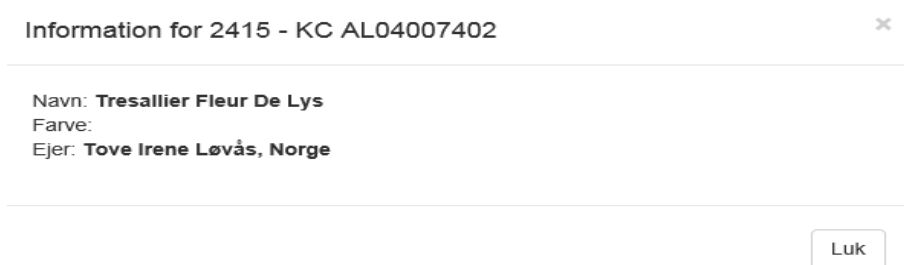 Information for 2415 - KC AL04007402
×
Navn: Tresallier Fleur De Lys
Farve:
Ejer: Tove Irene Løvås, Norge
Luk